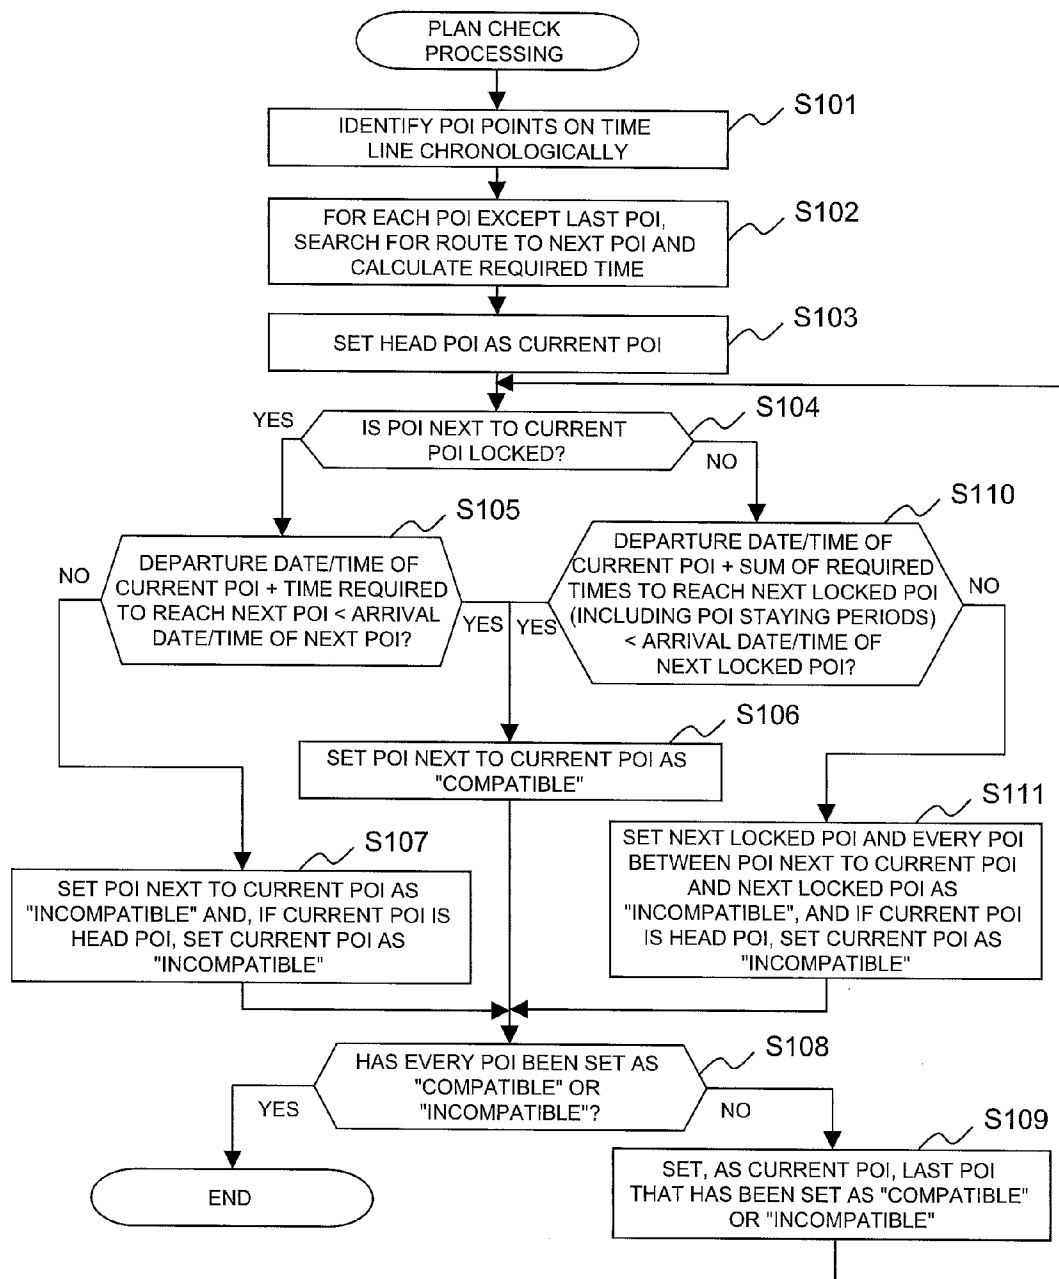 PLAN CHECK
PROCESSING
S101
IDENTIFY POI POINTS ON TIME
LINE CHRONOLOGICALLY
S102
FOR EACH POI EXCEPT LAST POI,
SEARCH FOR ROUTE TO NEXT POI AND
CALCULATE REQUIRED TIME
S103
SET HEAD POI AS CURRENT POI
S104
YES
IS POI NEXT TO CURRENT
POI LOCKED?
NO
S105
NO
DEPARTURE DATE/TIME OF
CURRENT POI + TIME REQUIRED
TO REACH NEXT POI < ARRIVAL
DATE/TIME OF NEXT POI?
YES
S110
YES
DEPARTURE DATE/TIME OF
CURRENT POI + SUM OF REQUIRED
TIMES TO REACH NEXT LOCKED POI
(INCLUDING POI STAYING PERIODS)
< ARRIVAL DATE/TIME OF
NEXT LOCKED POI?
NO
S106
SET POI NEXT TO CURRENT POI AS
"COMPATIBLE"
S107
SET POI NEXT TO CURRENT POI AS
"INCOMPATIBLE" AND, IF CURRENT POI IS
HEAD POI, SET CURRENT POI AS
"INCOMPATIBLE"
S111
SET NEXT LOCKED POI AND EVERY POI
BETWEEN POI NEXT TO CURRENT POI
AND NEXT LOCKED POI AS
"INCOMPATIBLE", AND IF CURRENT POI
IS HEAD POI, SET CURRENT POI AS
"INCOMPATIBLE"
S108
HAS EVERY POI BEEN SET AS
"COMPATIBLE" OR
"INCOMPATIBLE"?
YES
NO
END
S109
SET, AS CURRENT POI, LAST POI
THAT HAS BEEN SET AS "COMPATIBLE"
OR "INCOMPATIBLE"